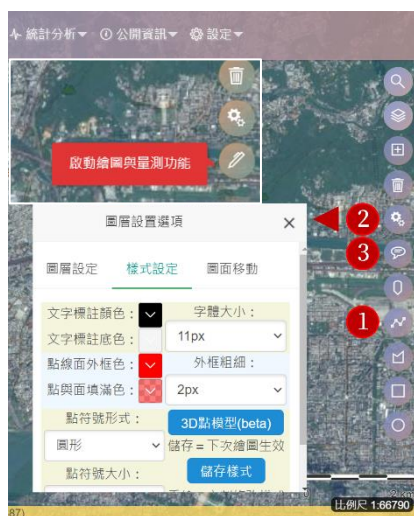 統計分析▾ ⓘ 公開資訊▾ 設定▾
啟動繪圖與量測功能
圖層設置選項 ×
2
3
1
圖層設定 樣式設定 圖面移動
文字標註顏色： 字體大小：
文字標註底色： 11px
點線面外框色： 外框粗細：
點與面填滿色： 2px
點符號形式： 3D點模型(beta)
圓形 儲存 = 下次繪圖生效
點符號大小： 儲存樣式
比例尺 1:66790
87)